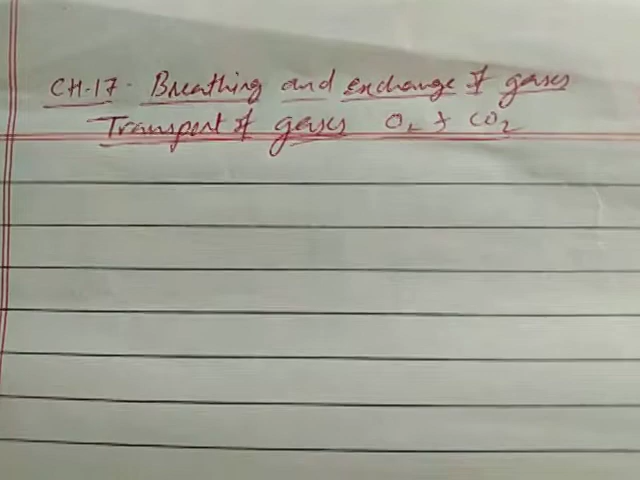 CH-17- Breathing and exchange of gases
Transport of gases O₂ & CO₂